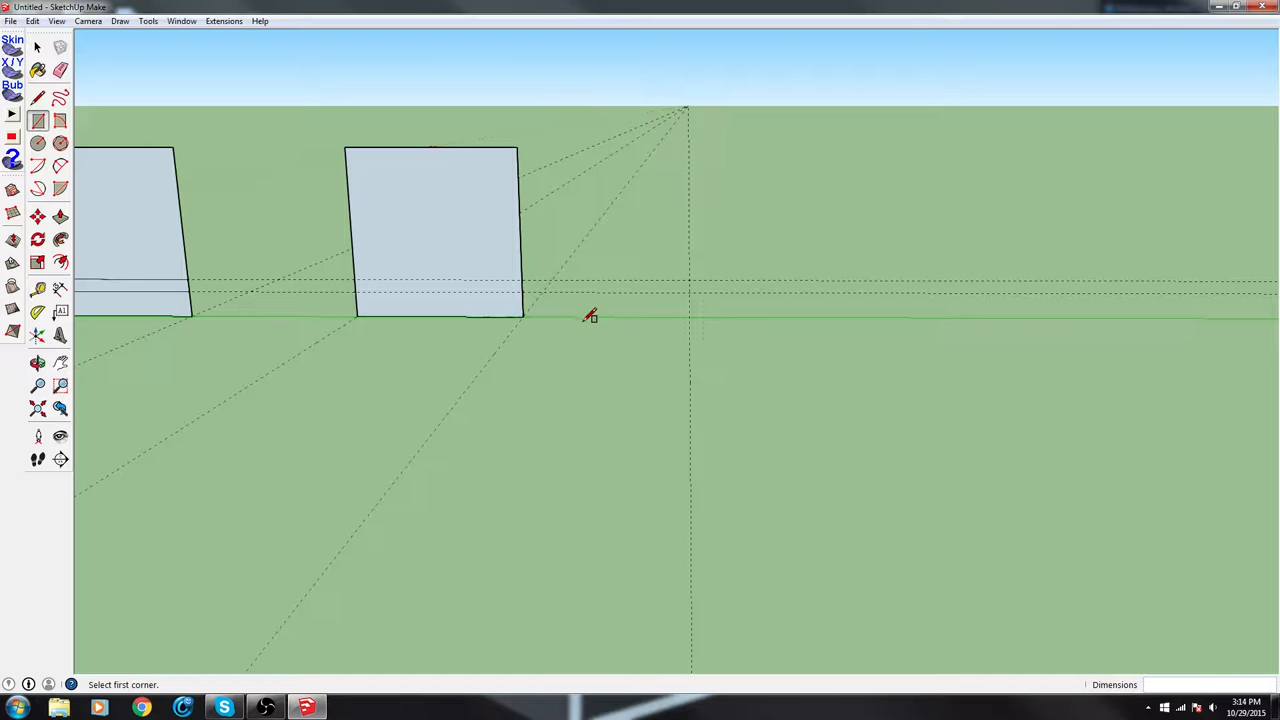 Untitled - SketchUp Make
File Edit View Camera Draw Tools Window Extensions Help
Skin
X / Y
Bub
?
A1
Select first corner.
Dimensions
3:14 PM
10/29/2015